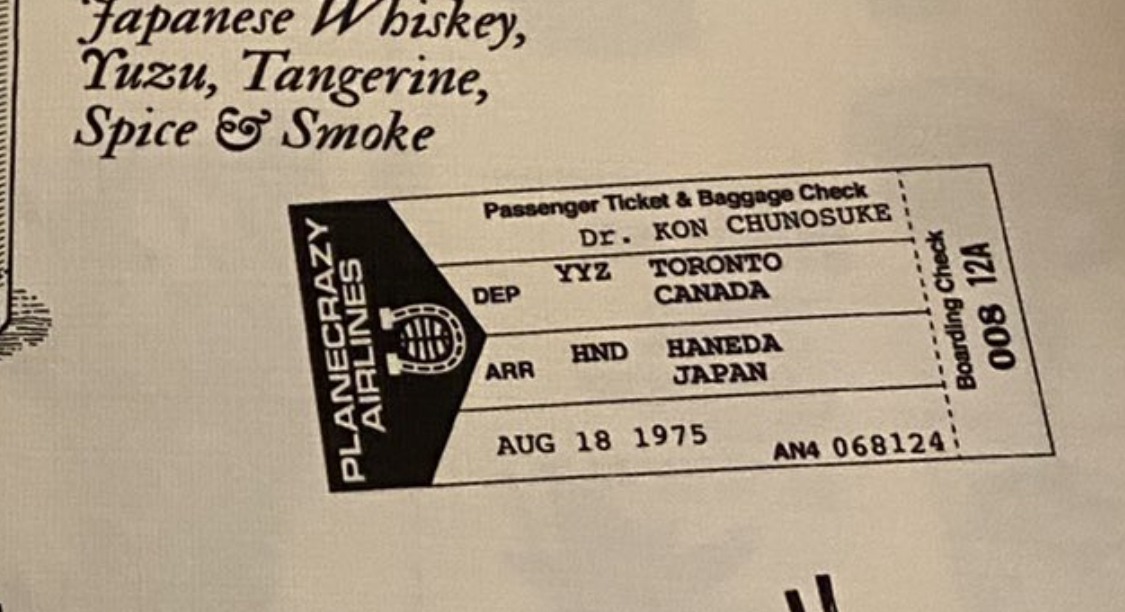 Japanese Whiskey,
Yuzu, Tangerine,
Spice & Smoke
PLANECRAZY
AIRLINES
Passenger Ticket & Baggage Check
Dr. KON CHUNOSUKE
DEP YYZ TORONTO
CANADA
ARR HND HANEDA
JAPAN
AUG 18 1975 AN4 068124
Boarding Check
008 12A